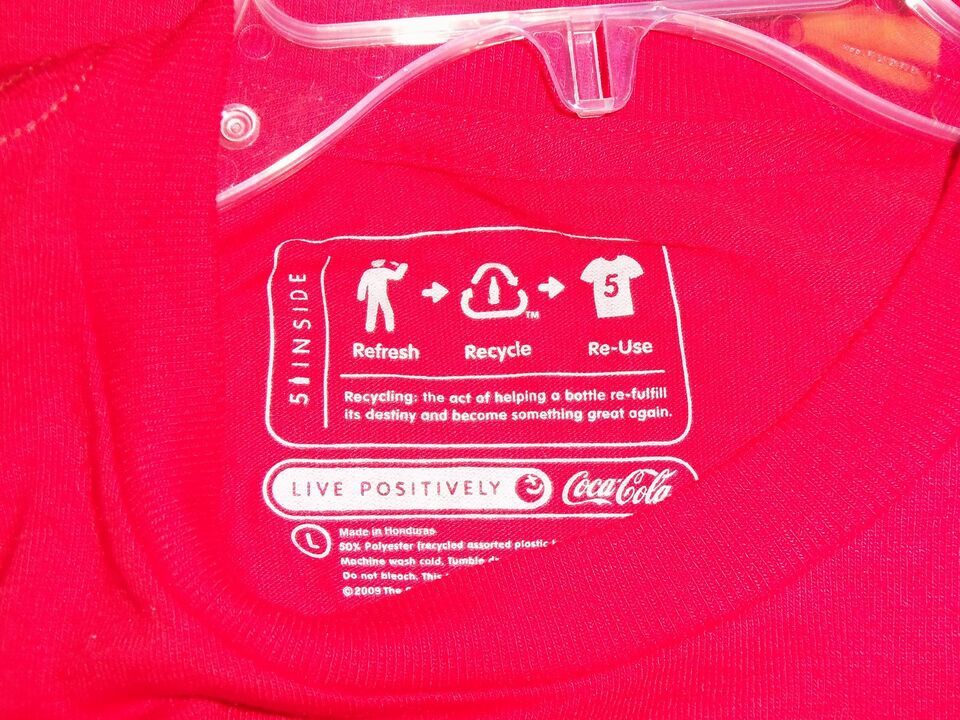 5 INSIDE
5
TM
Refresh Recycle Re-Use
Recycling: the act of helping a bottle re-fulfill
its destiny and become something great again.
LIVE POSITIVELY Coca-Cola
L
Made in Honduras
50% Polyester (recycled assorted plastic
Machine wash cold. Tumble
Do not bleach. This
©2009 The